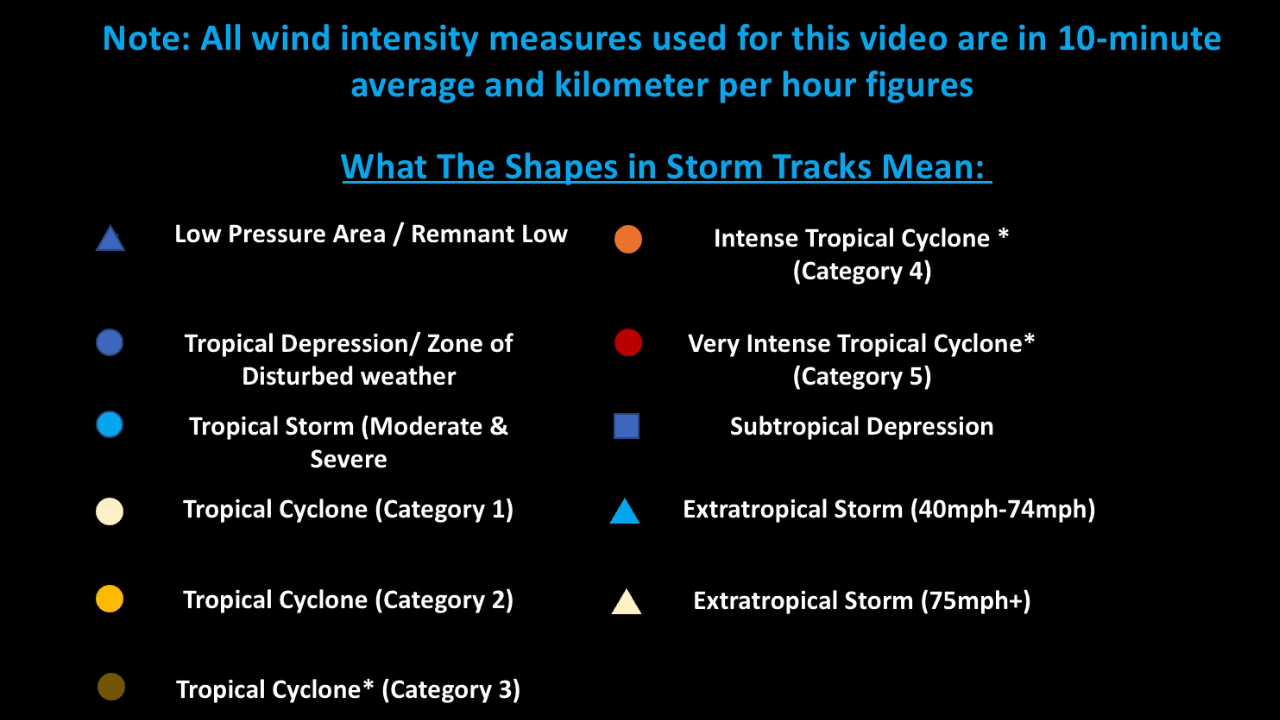 Note: All wind intensity measures used for this video are in 10-minute
average and kilometer per hour figures
What The Shapes in Storm Tracks Mean:
Low Pressure Area / Remnant Low
Tropical Depression/ Zone of
Disturbed weather
Tropical Storm (Moderate &
Severe
Tropical Cyclone (Category 1)
Tropical Cyclone (Category 2)
Tropical Cyclone* (Category 3)
Intense Tropical Cyclone *
(Category 4)
Very Intense Tropical Cyclone*
(Category 5)
Subtropical Depression
Extratropical Storm (40mph-74mph)
Extratropical Storm (75mph+)